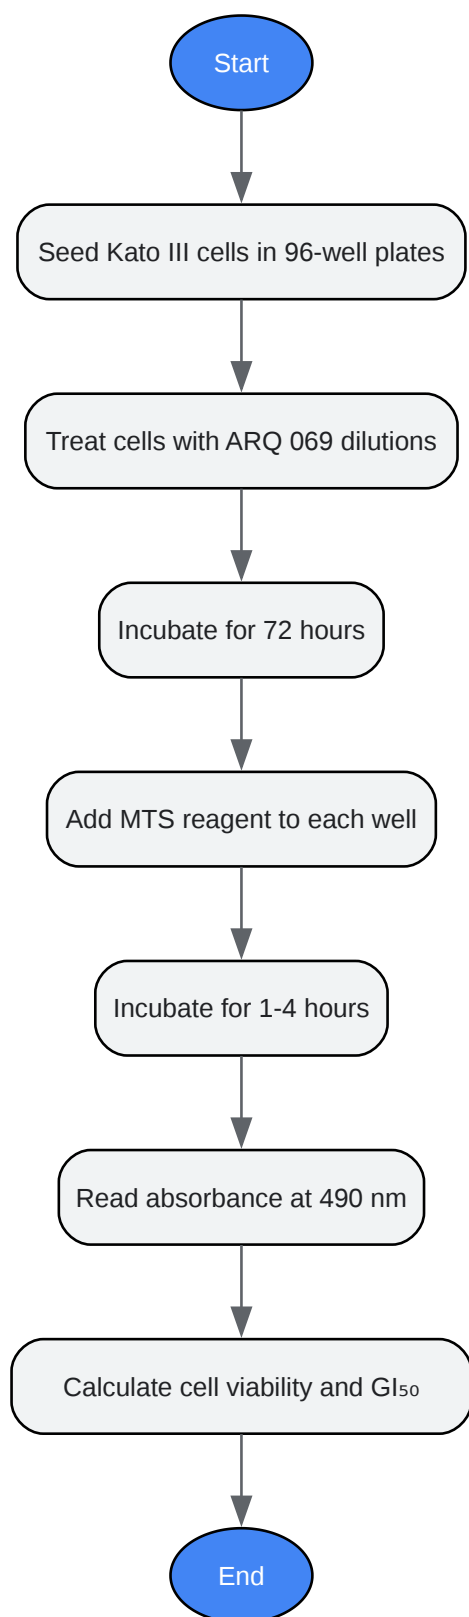 Start
Seed Kato III cells in 96-well plates
Treat cells with ARQ 069 dilutions
Incubate for 72 hours
Add MTS reagent to each well
Incubate for 1-4 hours
Read absorbance at 490 nm
Calculate cell viability and GI₅₀
End